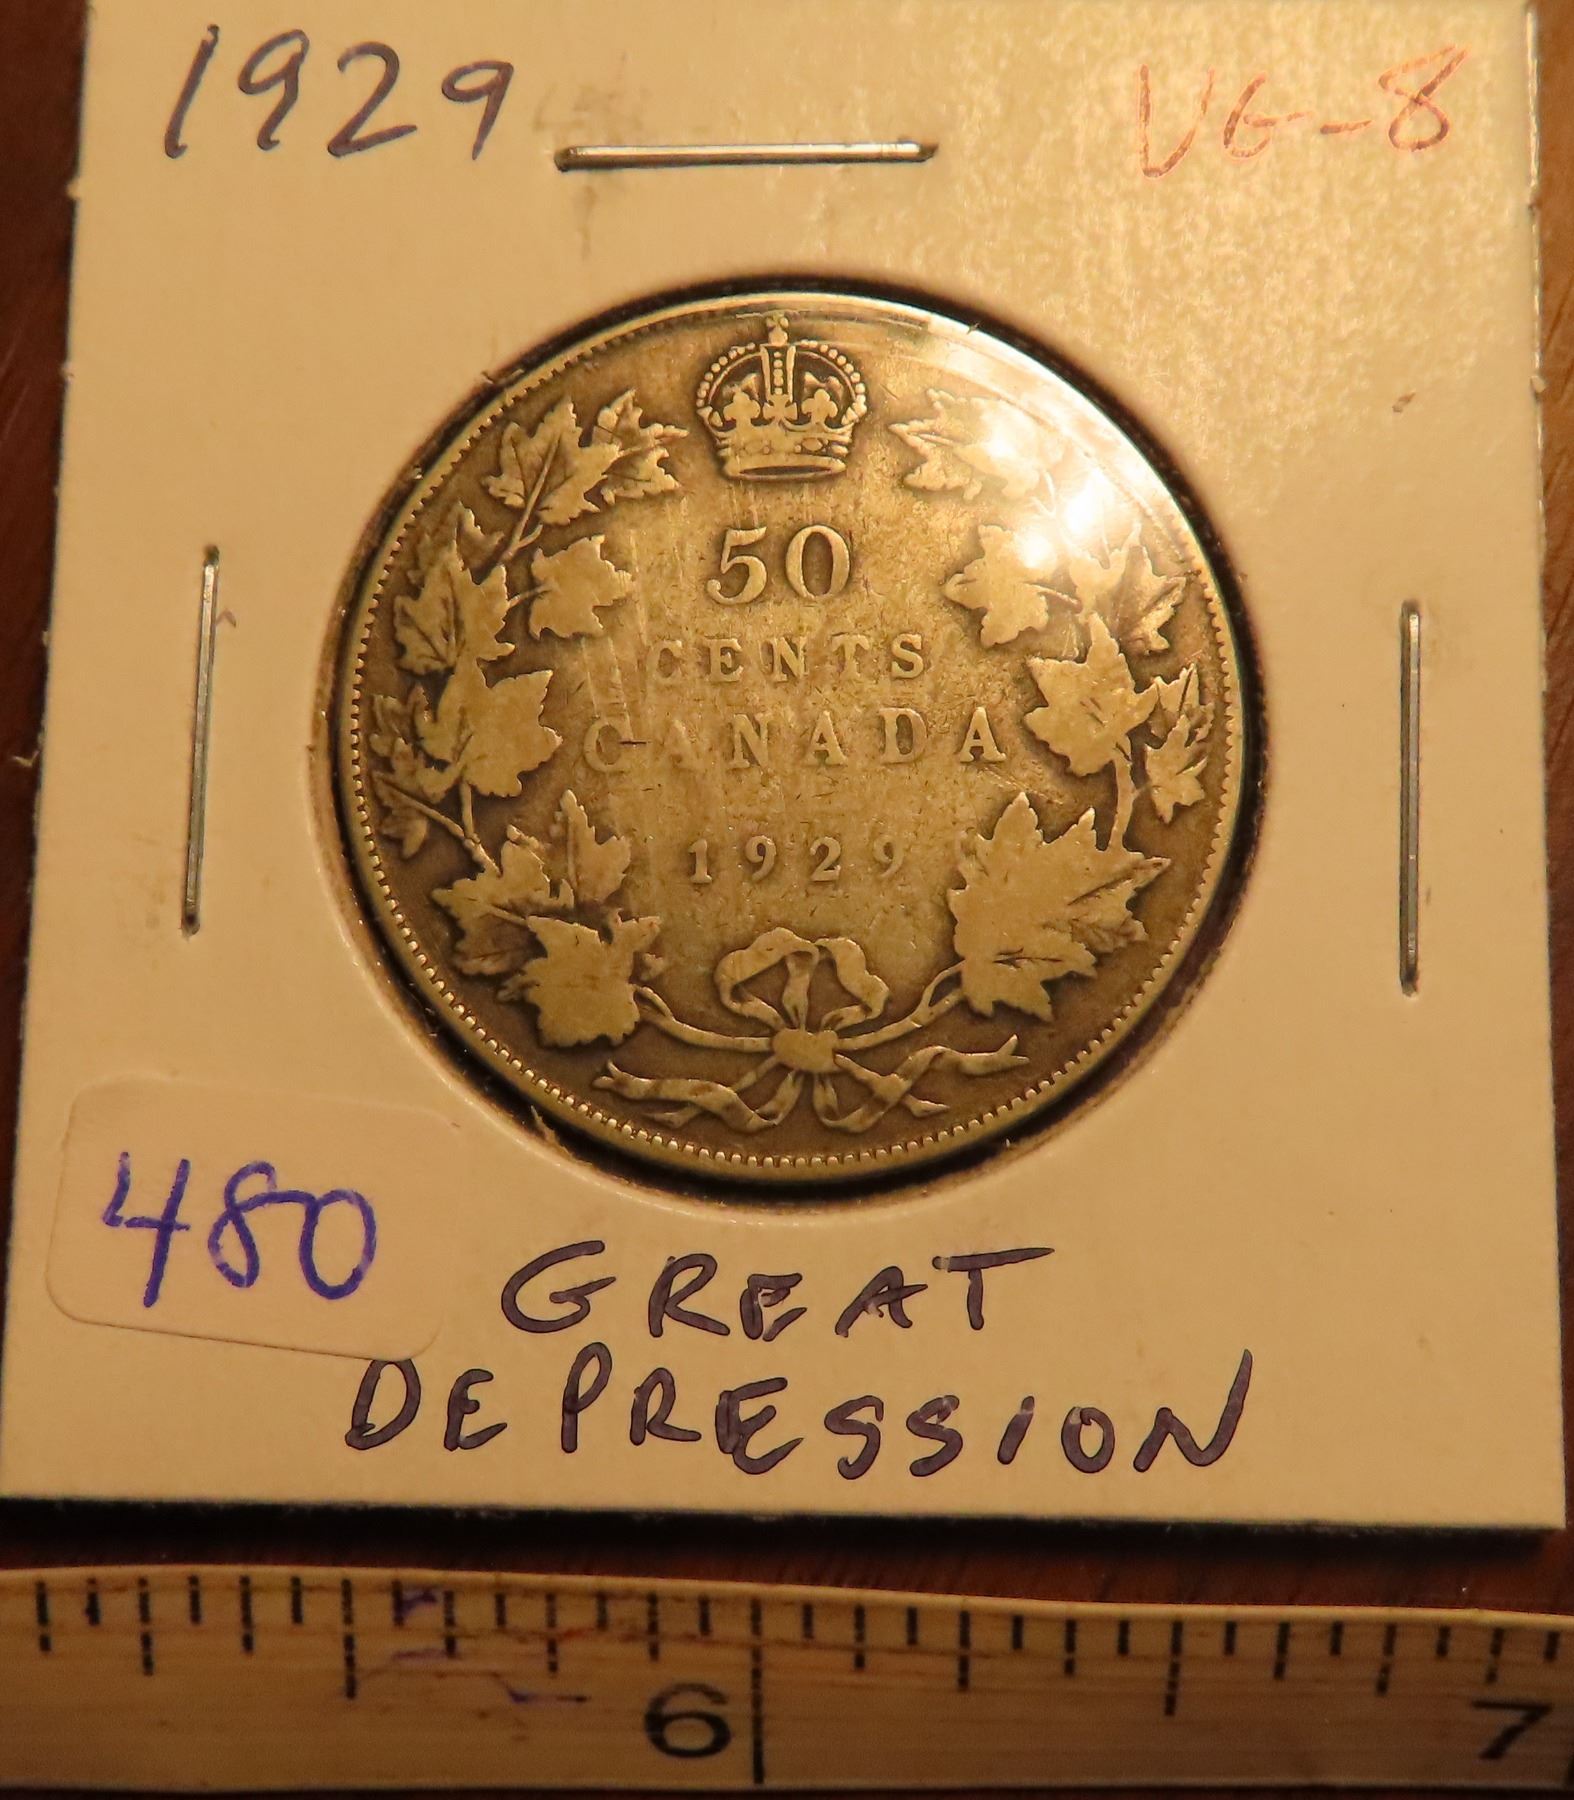 1929
VG-8
50
CENTS
CANADA
1929
480
GREAT
DEPRESSION
6
7